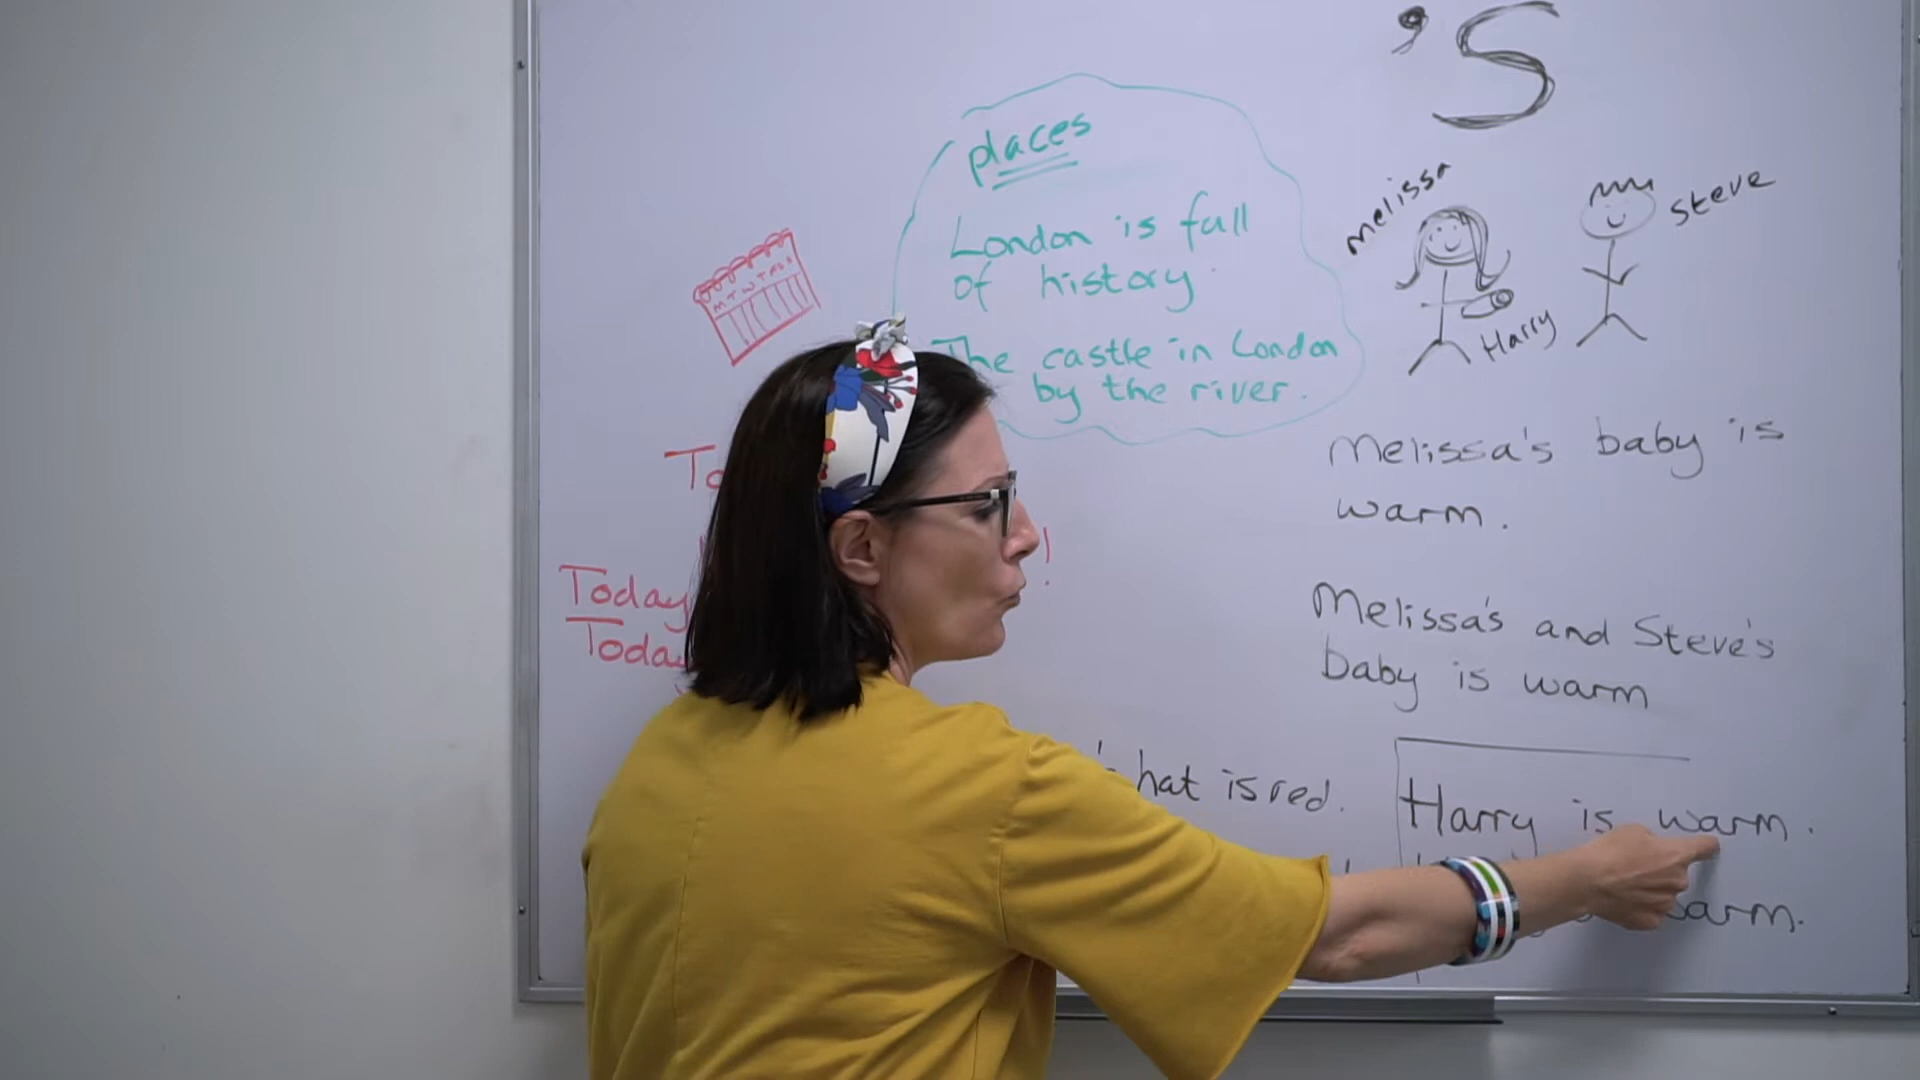 's
places
London is full
of history
The castle in London
by the river.
M T W T
melissa
steve
Harry
Melissa's baby is
warm.
Melissa's and Steve's
baby is warm
Today
Today
!
hat is red.
Harry is warm.
warm.